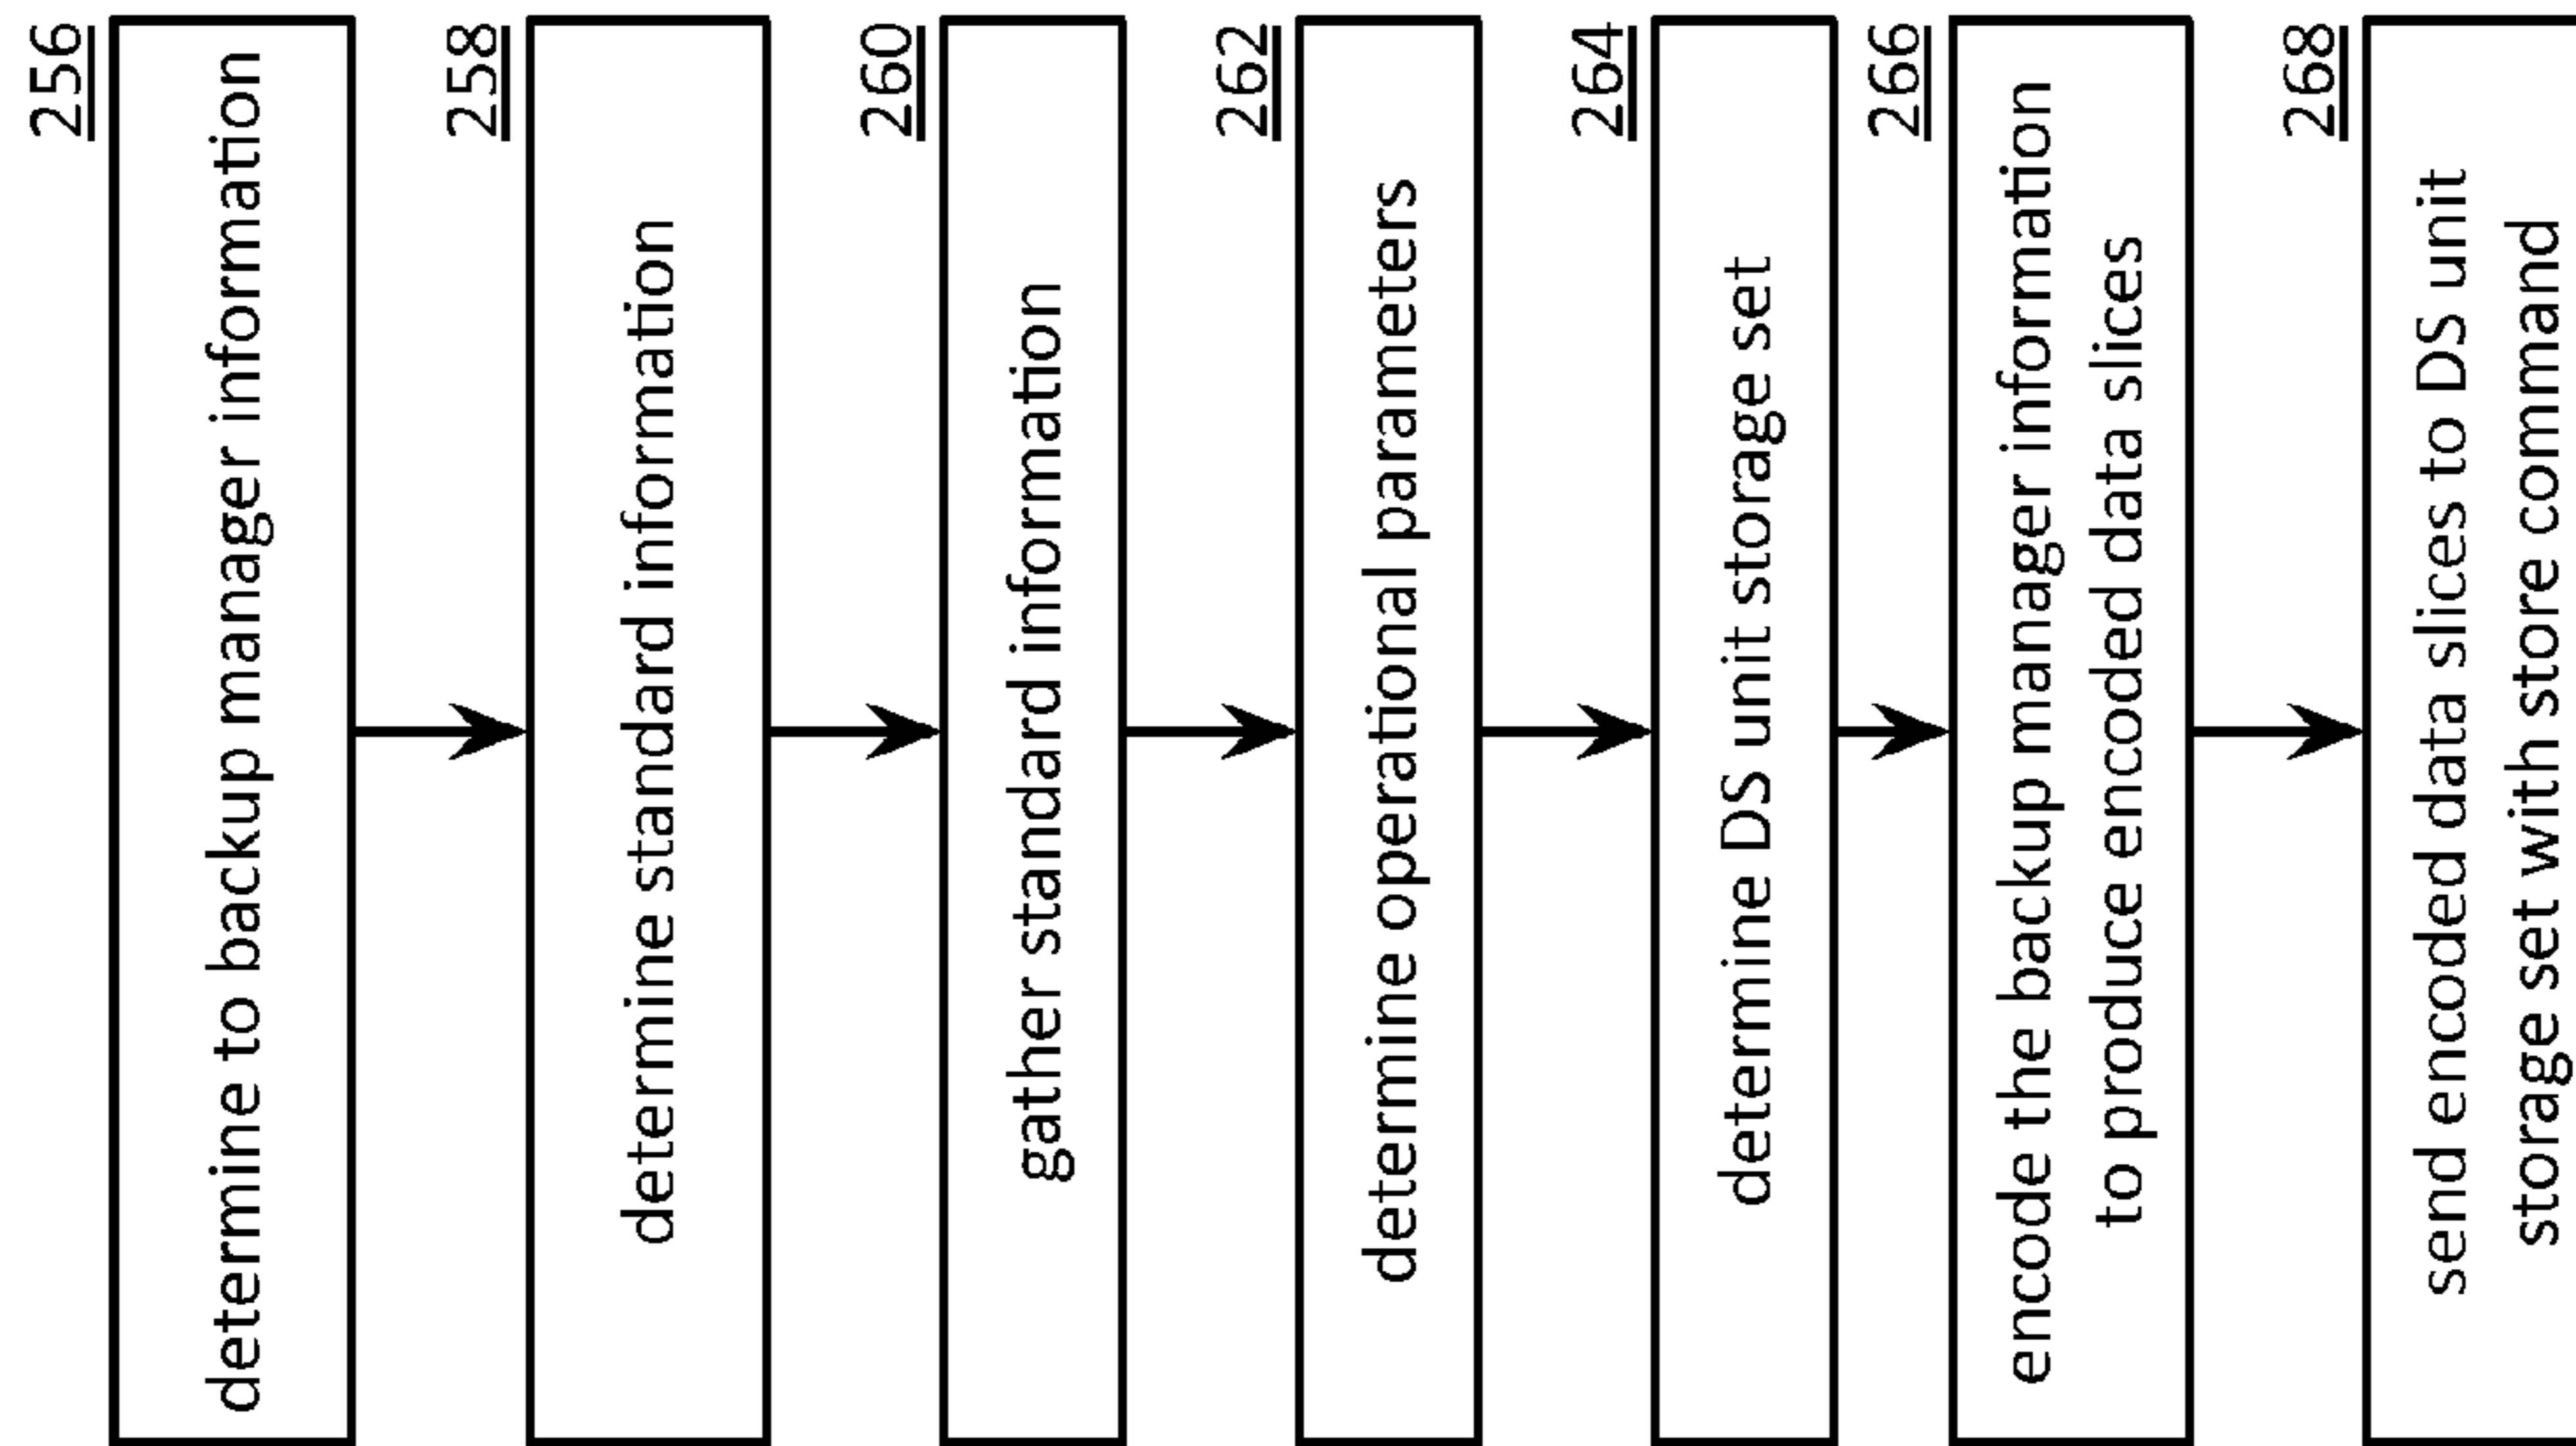 256
determine to backup manager information
258
determine standard information
260
gather standard information
262
determine operational parameters
264
determine DS unit storage set
266
encode the backup manager information
to produce encoded data slices
268
send encoded data slices to DS unit
storage set with store command